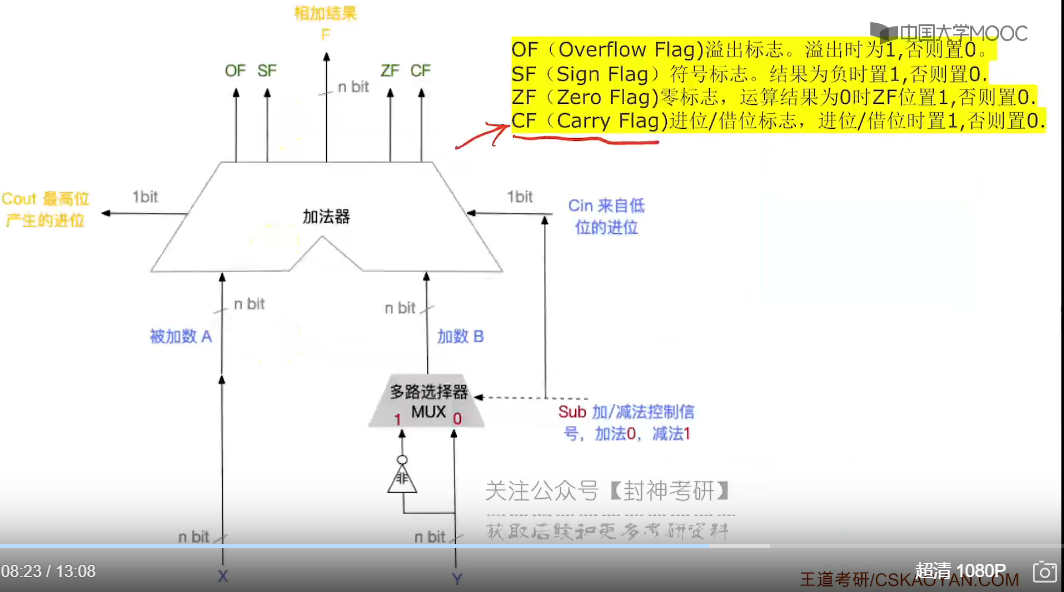 相加结果
F
中国大学MOOC
OF（Overflow Flag)溢出标志。溢出时为1,否则置0。
SF（Sign Flag）符号标志。结果为负时置1,否则置0.
ZF（Zero Flag)零标志，运算结果为0时ZF位置1,否则置0.
CF（Carry Flag)进位/借位标志，进位/借位时置1,否则置0.
OF SF ZF CF
n bit
Cout 最高位
产生的进位
1bit
加法器
1bit
Cin 来自低
位的进位
n bit
n bit
被加数 A
加数 B
多路选择器
MUX
1 0
Sub 加/减法控制信
号，加法0，减法1
非
关注公众号【封神考研】
获取后续和更多考研资料
n bit
n bit
X
Y
08:23 / 13:08
超清 1080P
王道考研/CSKAOYAN.COM